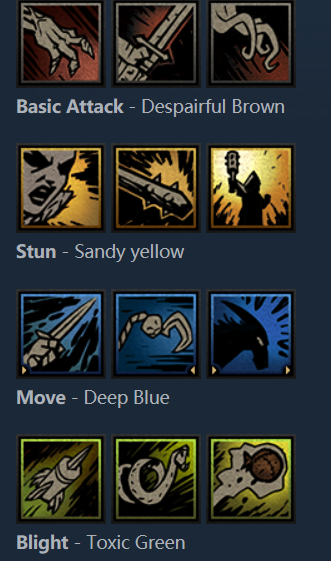 Basic Attack - Despairful Brown
Stun - Sandy yellow
Move - Deep Blue
Blight - Toxic Green